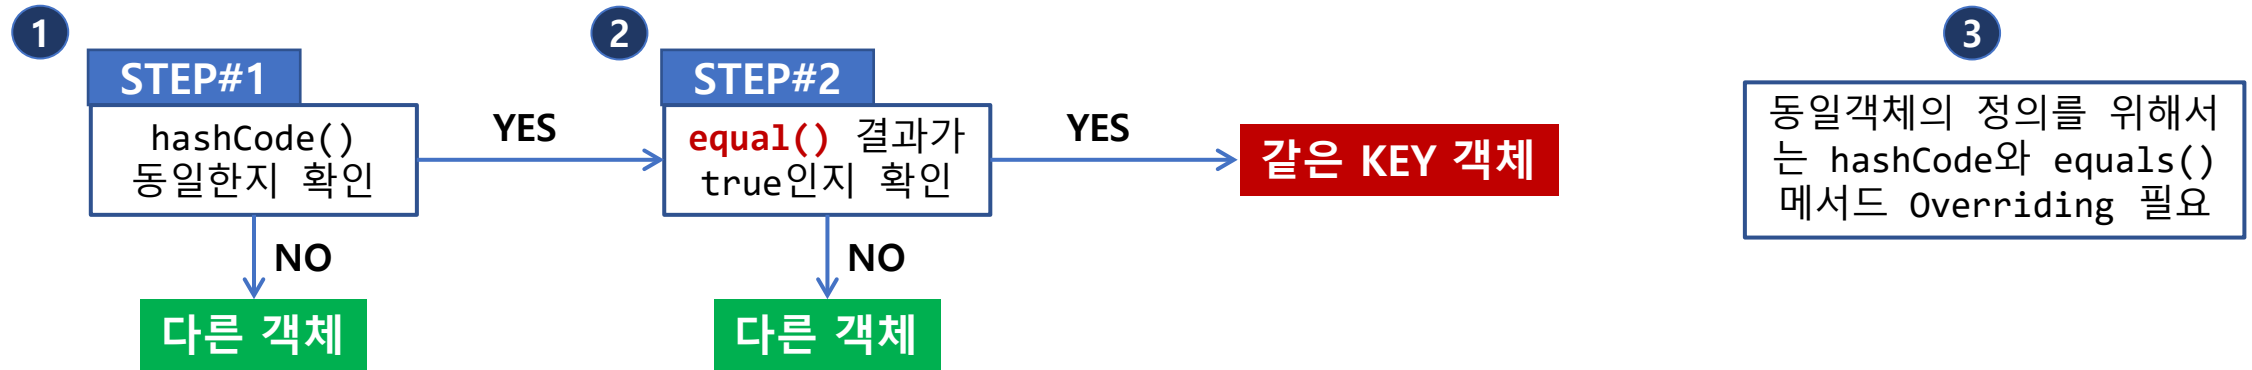 1
STEP#1
hashCode()
동일한지 확인
YES
NO
다른 객체
2
STEP#2
equal() 결과가
true인지 확인
YES
NO
다른 객체
같은 KEY 객체
3
동일객체의 정의를 위해서
는 hashCode와 equals()
메서드 Overriding 필요